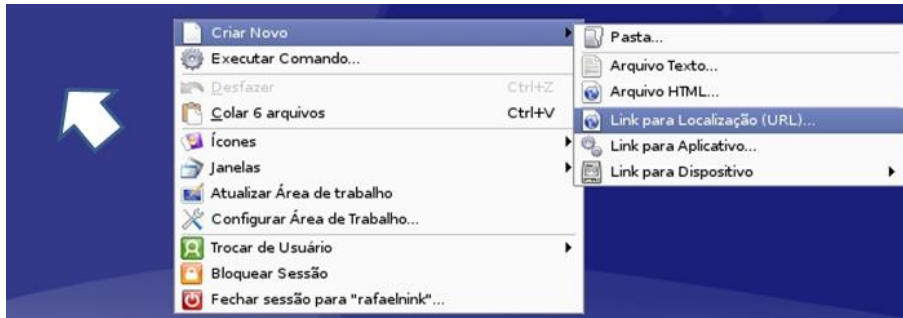 Criar Novo
Executar Comando...
Desfazer Ctrl+Z
Colar 6 arquivos Ctrl+V
Ícones
Janelas
Atualizar Área de trabalho
Configurar Área de Trabalho...
Trocar de Usuário
Bloquear Sessão
Fechar sessão para "rafaelnink"...
Pasta...
Arquivo Texto...
Arquivo HTML...
Link para Localização (URL)...
Link para Aplicativo...
Link para Dispositivo